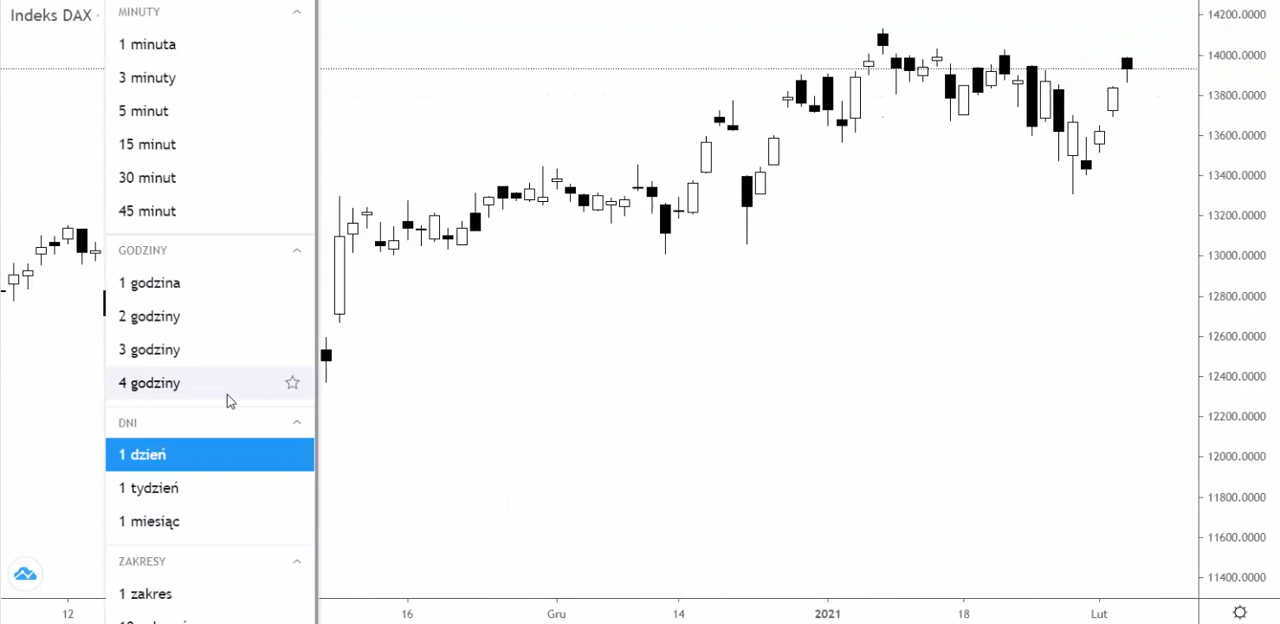 Indeks DAX ·
MINUTY
1 minuta
3 minuty
5 minut
15 minut
30 minut
45 minut
GODZINY
1 godzina
2 godziny
3 godziny
4 godziny
DNI
1 dzień
1 tydzień
1 miesiąc
ZAKRESY
1 zakres
14200.0000
14000.0000
13800.0000
13600.0000
13400.0000
13200.0000
13000.0000
12800.0000
12600.0000
12400.0000
12200.0000
12000.0000
11800.0000
11600.0000
11400.0000
12 16 Gru 14 2021 18 Lut